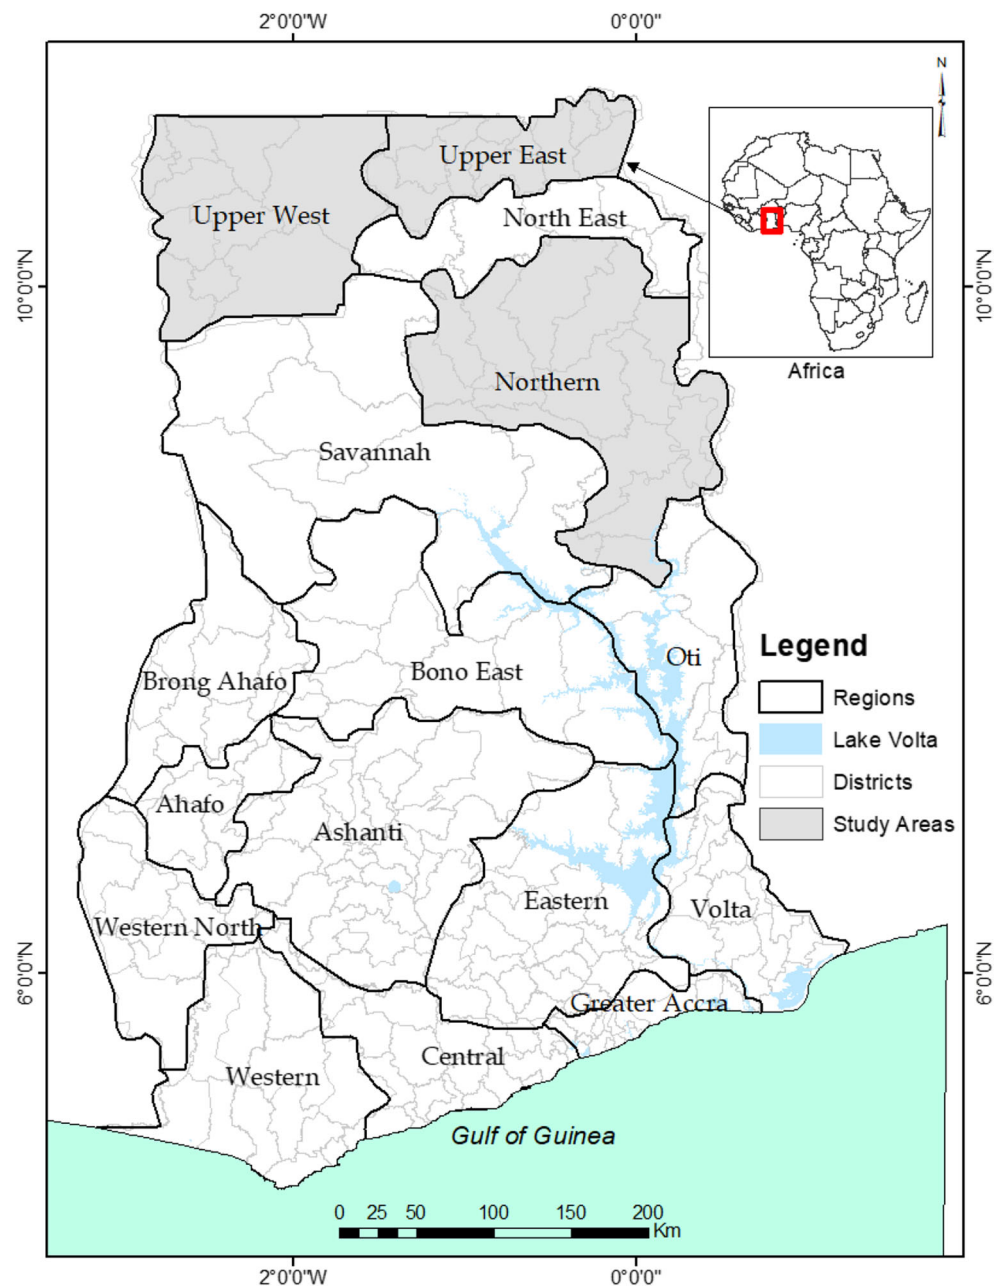 2°0'0"W 0°0'0"
N
Upper East
Upper West
North East
10°0'0"N
10°0'0"N
Africa
Northern
Savannah
Legend
Oti
Bono East
Brong Ahafo
Regions
Lake Volta
Districts
Ahafo
Study Areas
Ashanti
Eastern
Volta
Western North
6°0'0"N
6°0'0"N
Greater Accra
Central
Western
Gulf of Guinea
0 25 50 100 150 200
Km
2°0'0"W 0°0'0"